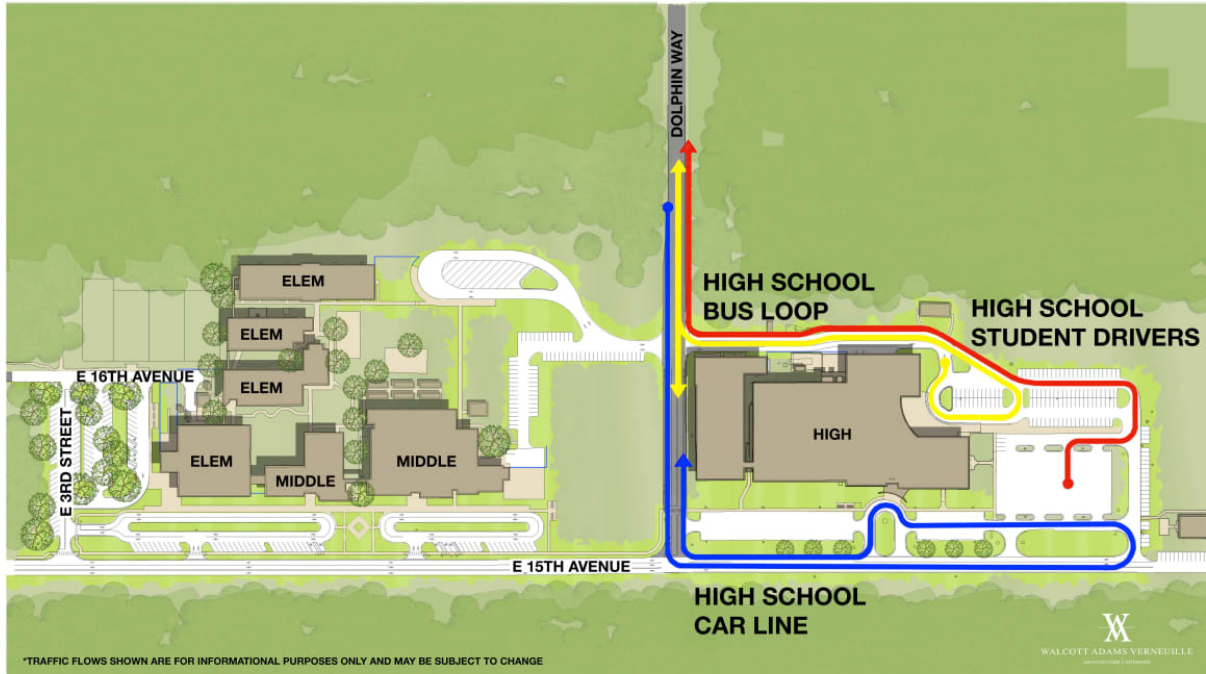 DOLPHIN WAY
HIGH SCHOOL
BUS LOOP
HIGH SCHOOL
STUDENT DRIVERS
ELEM
ELEM
E 16TH AVENUE
ELEM
E 3RD STREET
ELEM
MIDDLE
MIDDLE
HIGH
E 15TH AVENUE
HIGH SCHOOL
CAR LINE
*TRAFFIC FLOWS SHOWN ARE FOR INFORMATIONAL PURPOSES ONLY AND MAY BE SUBJECT TO CHANGE
WALCOTT ADAMS VERNEUILLE
ARCHITECTURE | INTERIORS